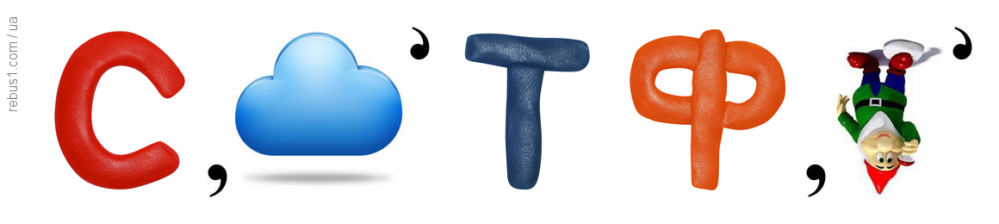 rebus1.com / ua
С , ’ Т Ф , ’